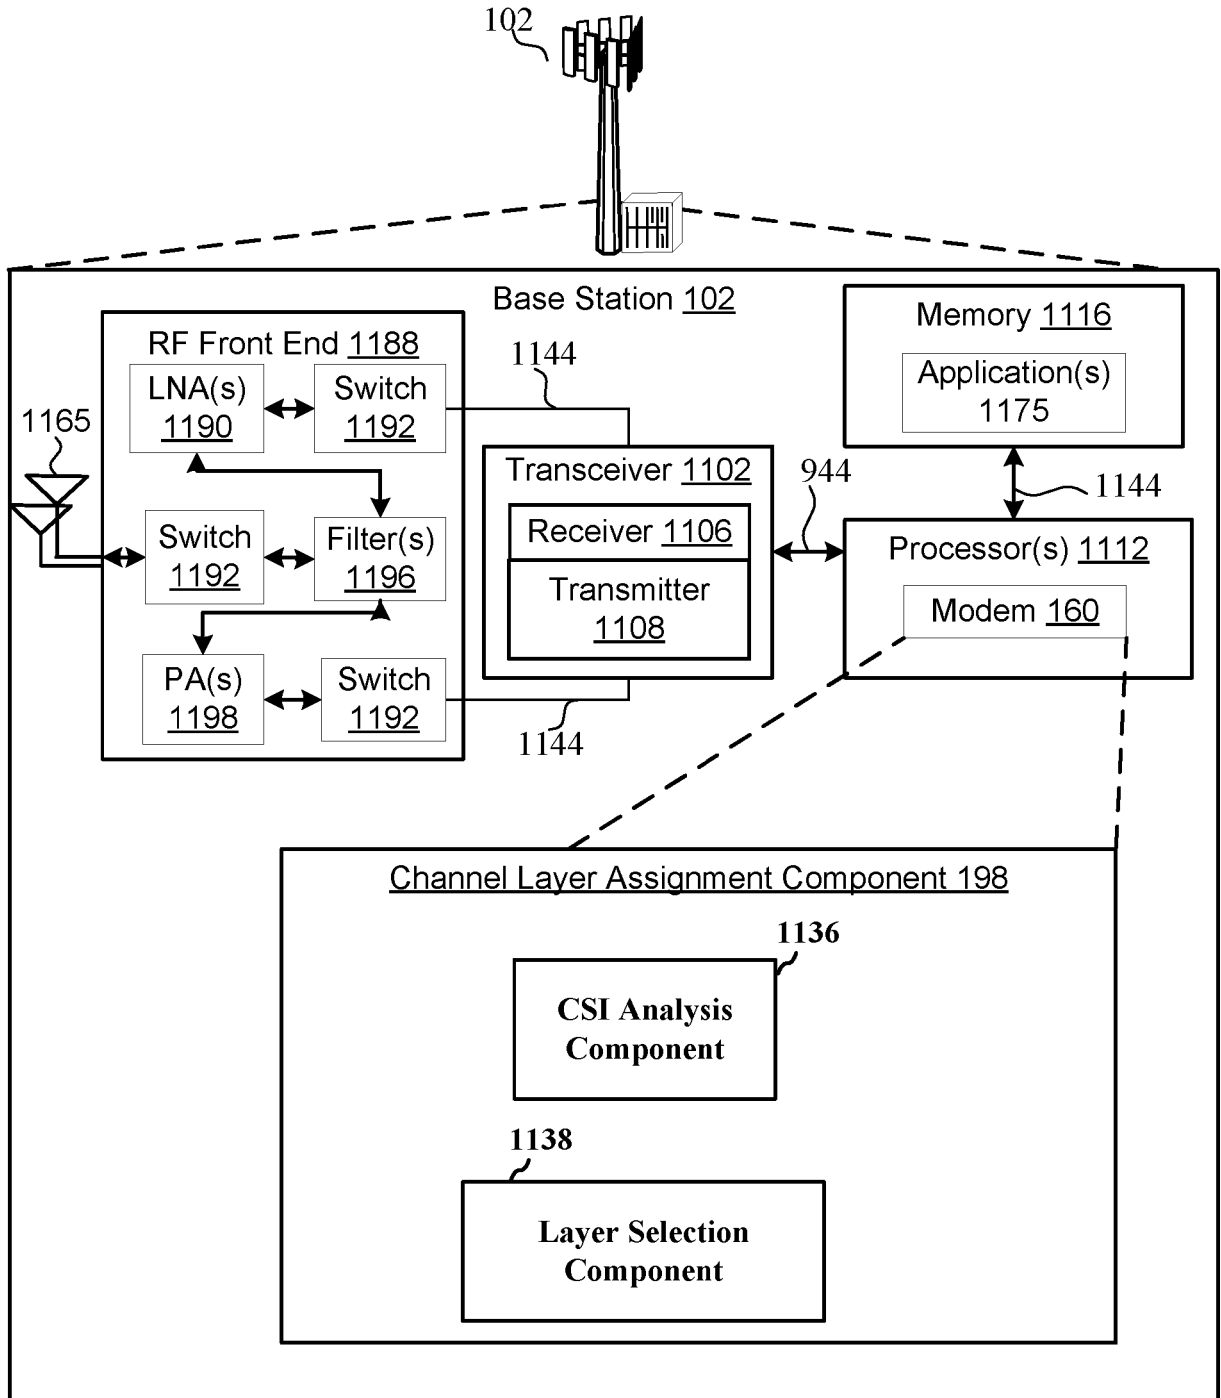 102
Base Station 102
RF Front End 1188
LNA(s)
1190
Switch
1192
1144
1165
Switch
1192
Filter(s)
1196
PA(s)
1198
Switch
1192
1144
Transceiver 1102
Receiver 1106
Transmitter
1108
944
Memory 1116
Application(s)
1175
1144
Processor(s) 1112
Modem 160
Channel Layer Assignment Component 198
1136
CSI Analysis
Component
1138
Layer Selection
Component